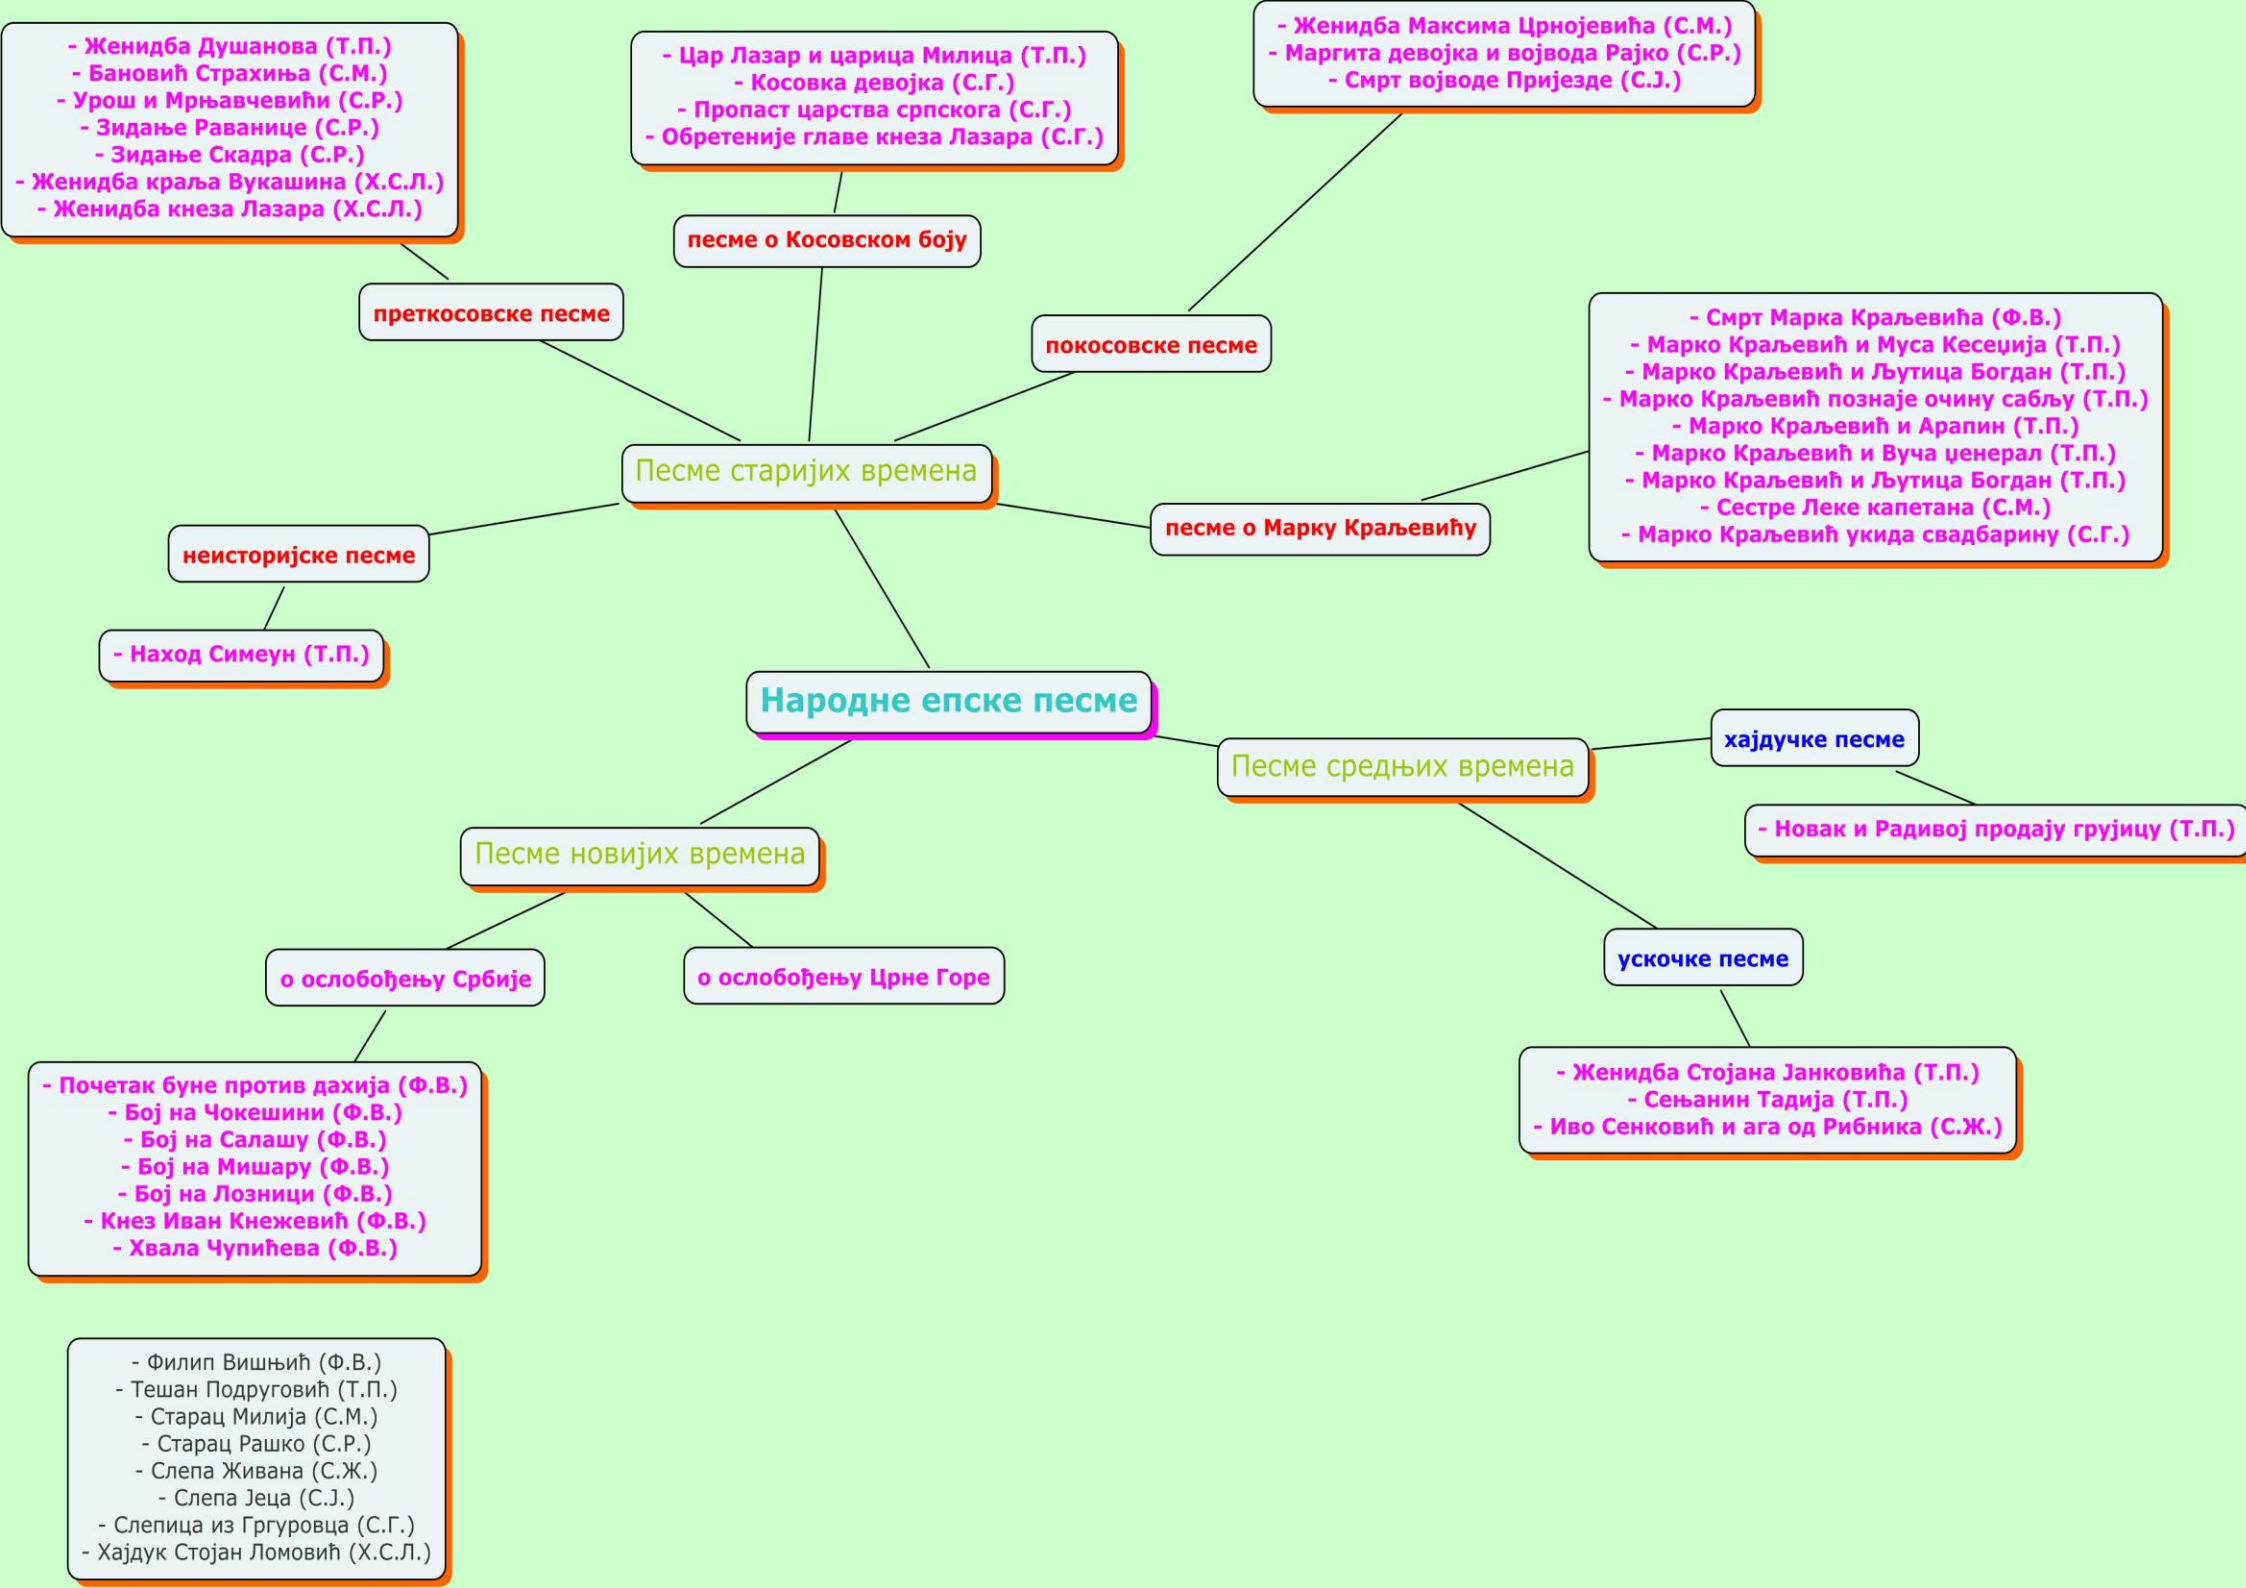 - Женидба Душанова (Т.П.)
- Бановић Страхиња (С.М.)
- Урош и Мрњавчевићи (С.Р.)
- Зидање Раванице (С.Р.)
- Зидање Скадра (С.Р.)
- Женидба краља Вукашина (Х.С.Л.)
- Женидба кнеза Лазара (Х.С.Л.)
- Цар Лазар и царица Милица (Т.П.)
- Косовка девојка (С.Г.)
- Пропаст царства српскога (С.Г.)
- Обретеније главе кнеза Лазара (С.Г.)
- Женидба Максима Црнојевића (С.М.)
- Маргита девојка и војвода Рајко (С.Р.)
- Смрт војводе Пријезде (С.Ј.)
песме о Косовском боју
преткосовске песме
покосовске песме
- Смрт Марка Краљевића (Ф.В.)
- Марко Краљевић и Муса Кесеџија (Т.П.)
- Марко Краљевић и Љутица Богдан (Т.П.)
- Марко Краљевић познаје очину сабљу (Т.П.)
- Марко Краљевић и Арапин (Т.П.)
- Марко Краљевић и Вуча џенерал (Т.П.)
- Марко Краљевић и Љутица Богдан (Т.П.)
- Сестре Леке капетана (С.М.)
- Марко Краљевић укида свадбарину (С.Г.)
Песме старијих времена
неисторијске песме
песме о Марку Краљевићу
- Наход Симеун (Т.П.)
Народне епске песме
хајдучке песме
Песме средњих времена
- Новак и Радивој продају грујицу (Т.П.)
Песме новијих времена
ускочке песме
о ослобођењу Србије
о ослобођењу Црне Горе
- Женидба Стојана Јанковића (Т.П.)
- Сењанин Тадија (Т.П.)
- Иво Сенковић и ага од Рибника (С.Ж.)
- Почетак буне против дахија (Ф.В.)
- Бој на Чокешини (Ф.В.)
- Бој на Салашу (Ф.В.)
- Бој на Мишару (Ф.В.)
- Бој на Лозници (Ф.В.)
- Кнез Иван Кнежевић (Ф.В.)
- Хвала Чупићева (Ф.В.)
- Филип Вишњић (Ф.В.)
- Тешан Подруговић (Т.П.)
- Старац Милија (С.М.)
- Старац Рашко (С.Р.)
- Слепа Живана (С.Ж.)
- Слепа Јеца (С.Ј.)
- Слепица из Гргуровца (С.Г.)
- Хајдук Стојан Ломовић (Х.С.Л.)